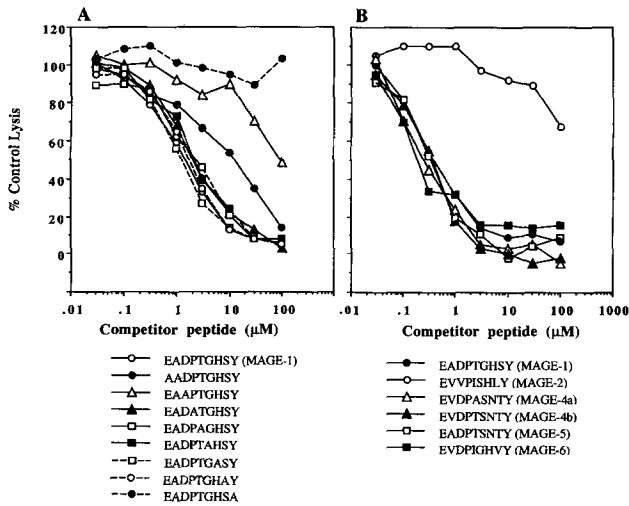 A
B
% Control Lysis
120
100
80
60
40
20
0
.01 .1 1 10 100
.01 .1 1 10 100 1000
Competitor peptide (μM)
Competitor peptide (μM)
EADPTGHSY (MAGE-1)
AADPTGHSY
EAAPTGHSY
EADATGHSY
EADPAGHSY
EADPTAHSY
EADPTGASY
EADPTGHAY
EADPTGHSA
EADPTGHSY (MAGE-1)
EVVPISHLY (MAGE-2)
EVDPASNTY (MAGE-4a)
EVDPTSNTY (MAGE-4b)
EADPTSNTY (MAGE-5)
EVDPIGHVY (MAGE-6)